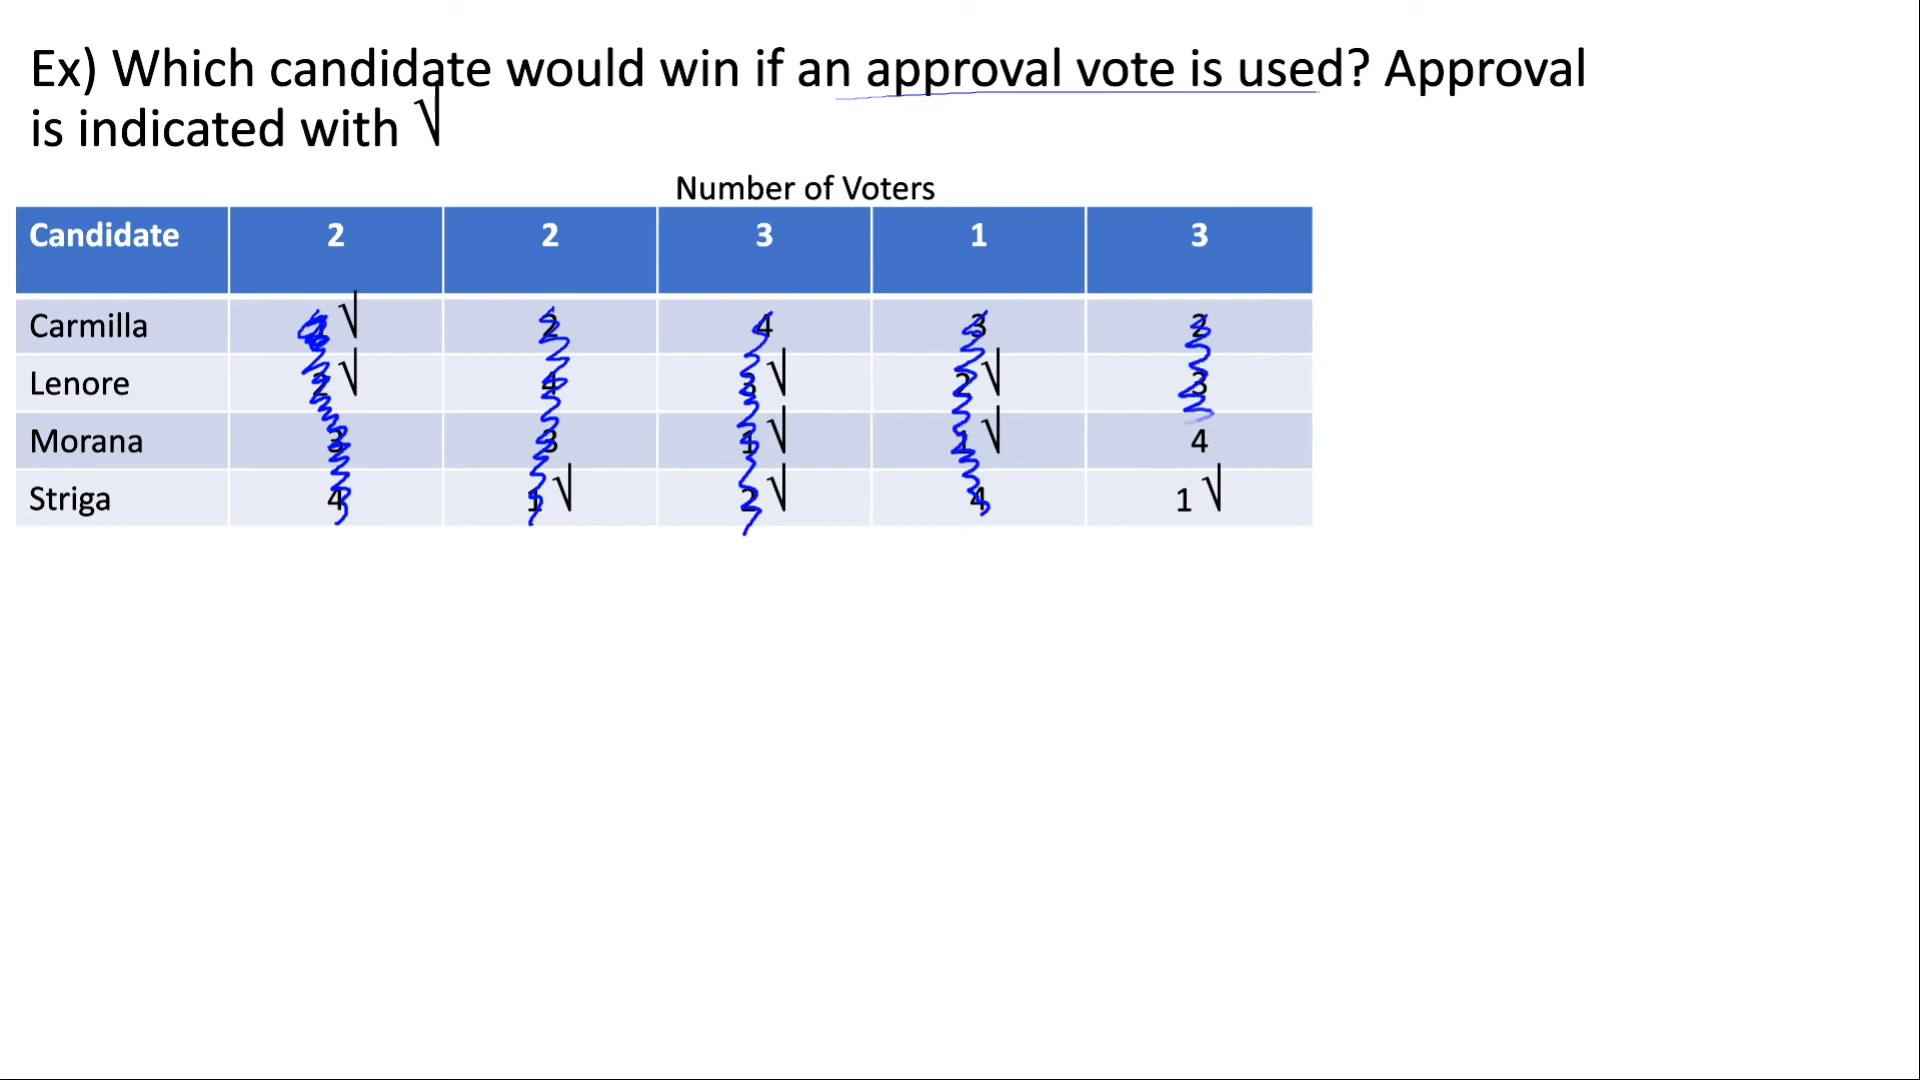 Ex) Which candidate would win if an approval vote is used? Approval
is indicated with √
Number of Voters
Candidate 2 2 3 1 3
Carmilla 1 √ 2 4 3 2
Lenore 2 √ 4 3 √ 2 √ 3
Morana 3 3 1 √ 1 √ 4
Striga 4 1 √ 2 √ 4 1 √